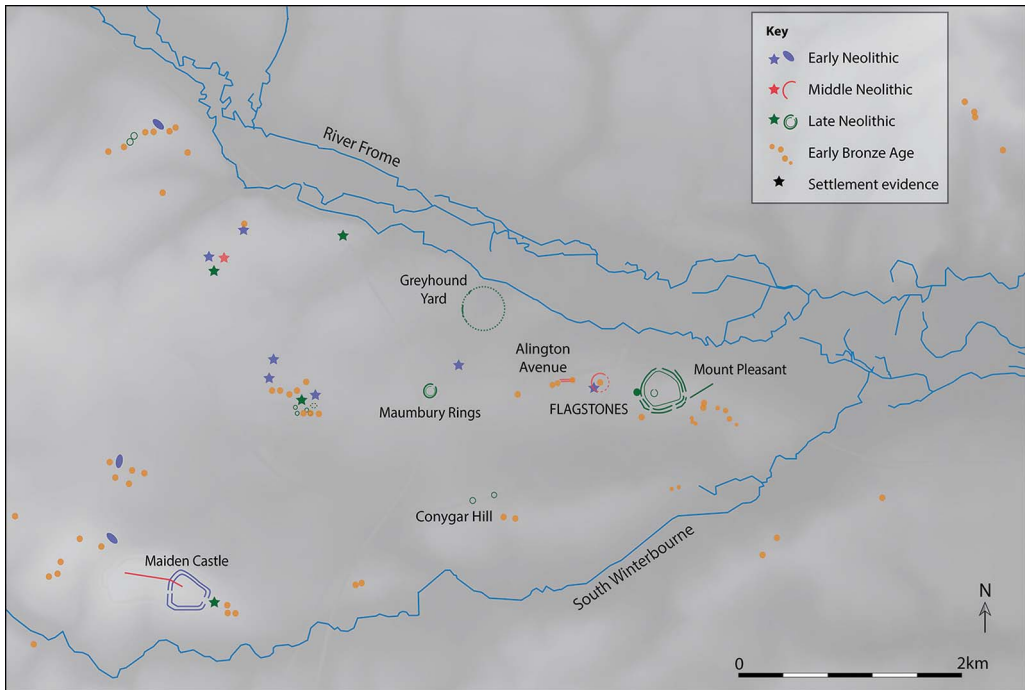 Key
Early Neolithic
Middle Neolithic
Late Neolithic
Early Bronze Age
Settlement evidence
River Frome
Greyhound
Yard
Alington
Avenue
Mount Pleasant
Maumbury Rings
FLAGSTONES
Conygar Hill
Maiden Castle
South Winterbourne
N
0 2km